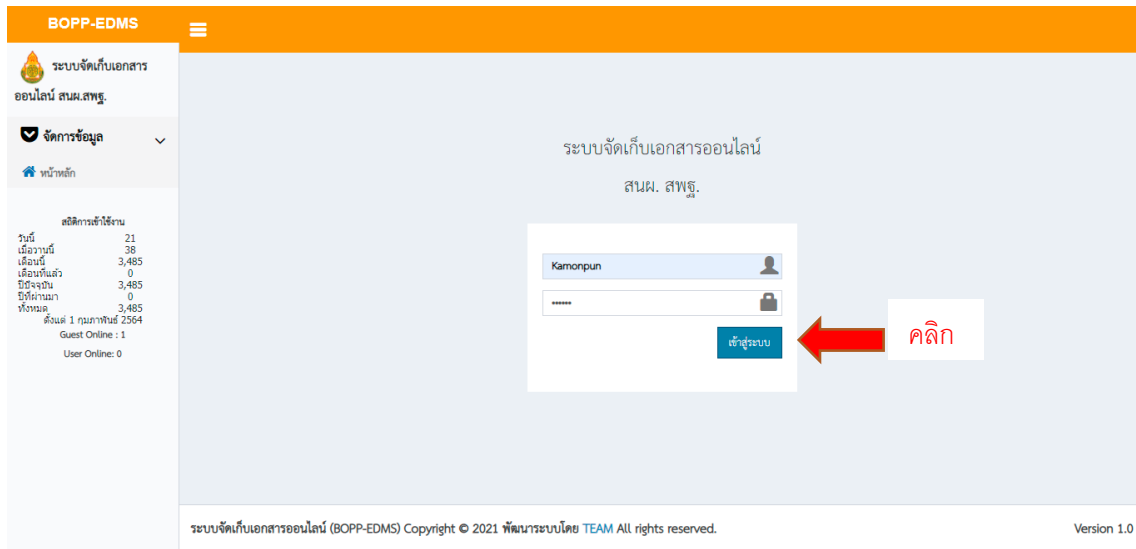 BOPP-EDMS
ระบบจัดเก็บเอกสาร
ออนไลน์ สนผ.สพฐ.
จัดการข้อมูล
หน้าหลัก
สถิติการเข้าใช้งาน
วันนี้ 21
เมื่อวานนี้ 38
เดือนนี้ 3,485
เดือนที่แล้ว 0
ปีปัจจุบัน 3,485
ปีที่ผ่านมา 0
ทั้งหมด 3,485
ตั้งแต่ 1 กุมภาพันธ์ 2564
Guest Online : 1
User Online: 0
ระบบจัดเก็บเอกสารออนไลน์
สนผ. สพฐ.
Kamonpun
••••••
เข้าสู่ระบบ
คลิก
ระบบจัดเก็บเอกสารออนไลน์ (BOPP-EDMS) Copyright © 2021 พัฒนาระบบโดย TEAM All rights reserved.
Version 1.0